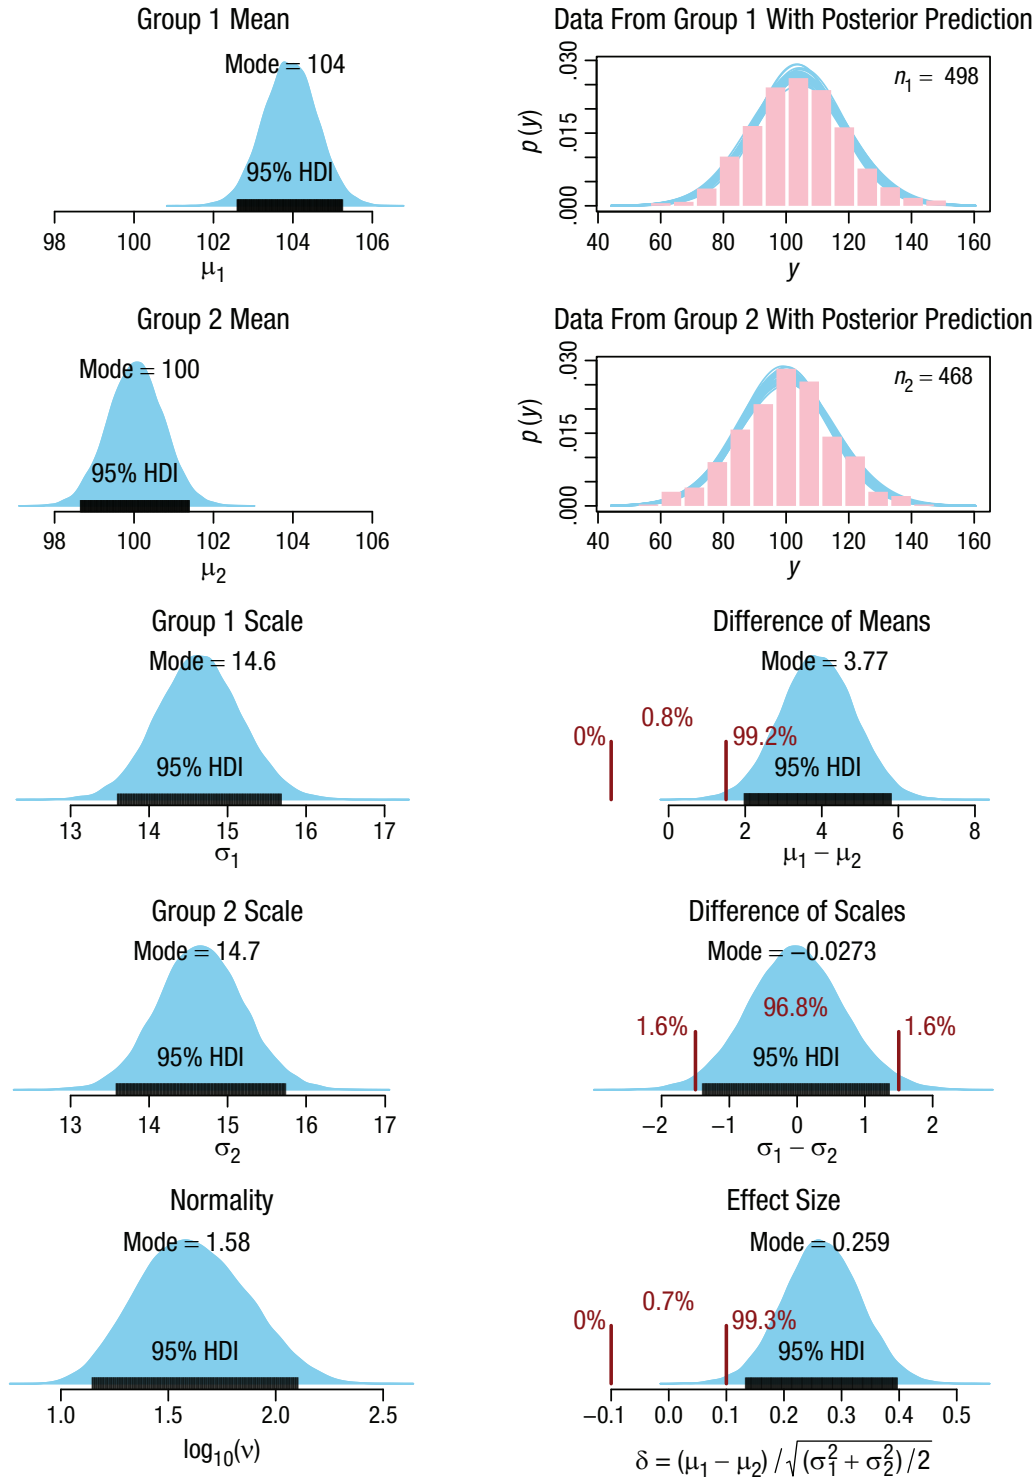 Group 1 Mean
Mode = 104
95% HDI
98 100 102 104 106
μ1
Data From Group 1 With Posterior Prediction
n1 = 498
p(y)
.000 .015 .030
40 60 80 100 120 140 160
y
Group 2 Mean
Mode = 100
95% HDI
98 100 102 104 106
μ2
Data From Group 2 With Posterior Prediction
n2 = 468
p(y)
.000 .015 .030
40 60 80 100 120 140 160
y
Group 1 Scale
Mode = 14.6
95% HDI
13 14 15 16 17
σ1
Difference of Means
Mode = 3.77
0.8%
0% 99.2%
95% HDI
0 2 4 6 8
μ1 − μ2
Group 2 Scale
Mode = 14.7
95% HDI
13 14 15 16 17
σ2
Difference of Scales
Mode = −0.0273
96.8%
1.6% 1.6%
95% HDI
−2 −1 0 1 2
σ1 − σ2
Normality
Mode = 1.58
95% HDI
1.0 1.5 2.0 2.5
log10(ν)
Effect Size
Mode = 0.259
0.7%
0% 99.3%
95% HDI
−0.1 0.0 0.1 0.2 0.3 0.4 0.5
δ = (μ1 − μ2) / √(σ1² + σ2²) / 2